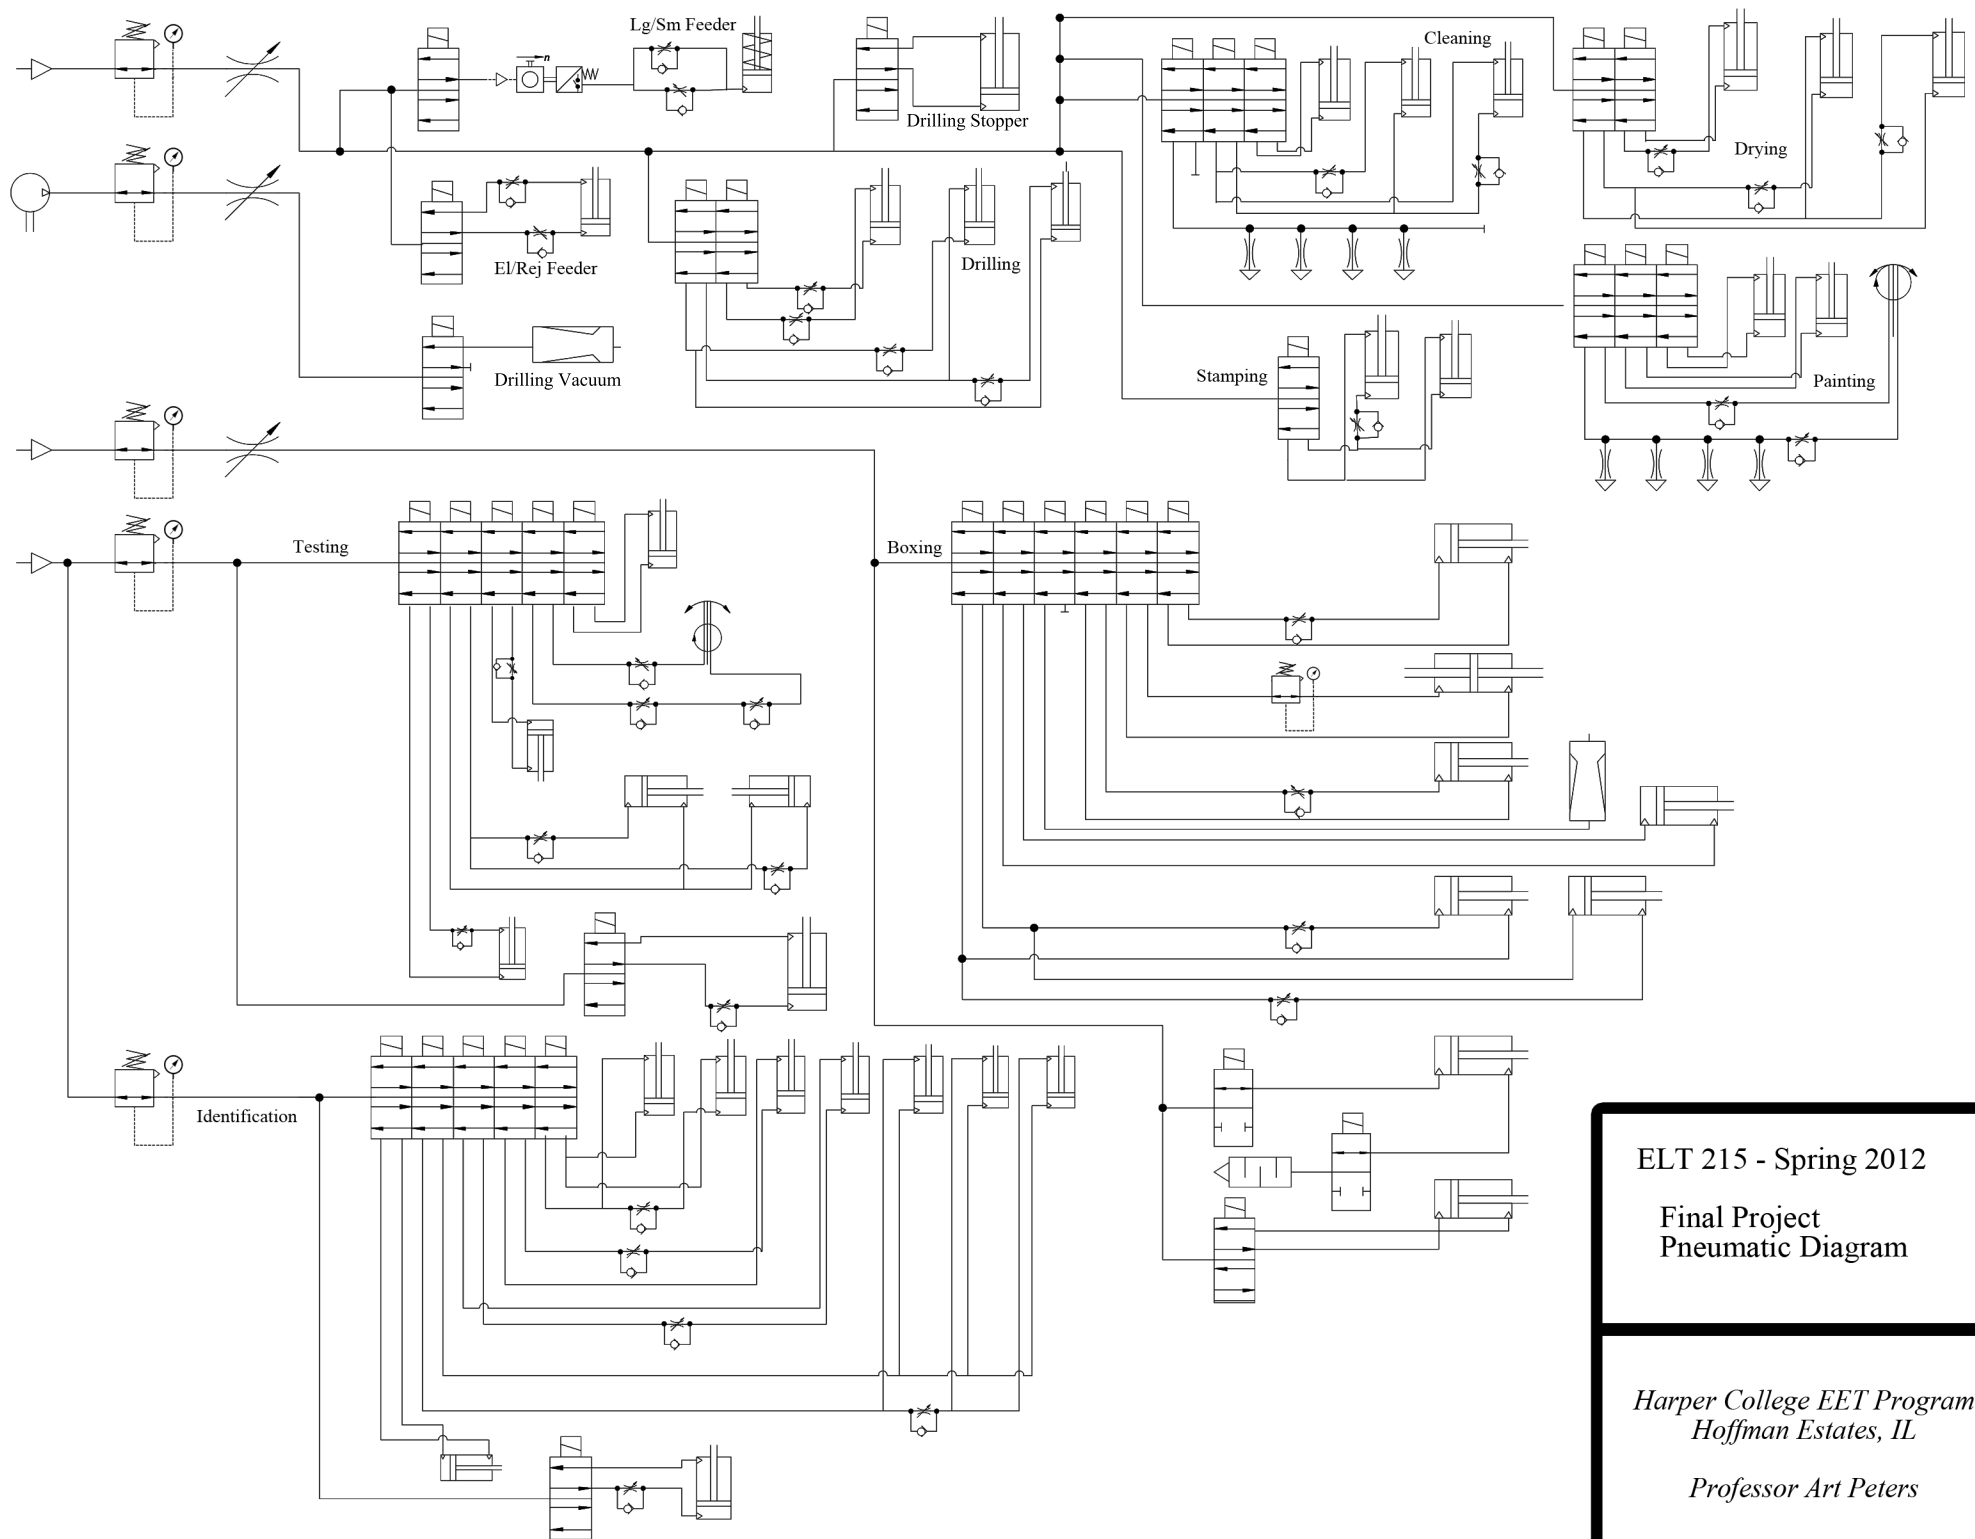 Lg/Sm Feeder
n
Drilling Stopper
Cleaning
Drying
El/Rej Feeder
Drilling
Drilling Vacuum
Stamping
Painting
Testing
Boxing
Identification
ELT 215 - Spring 2012
Final Project
Pneumatic Diagram
Harper College EET Program
Hoffman Estates, IL
Professor Art Peters